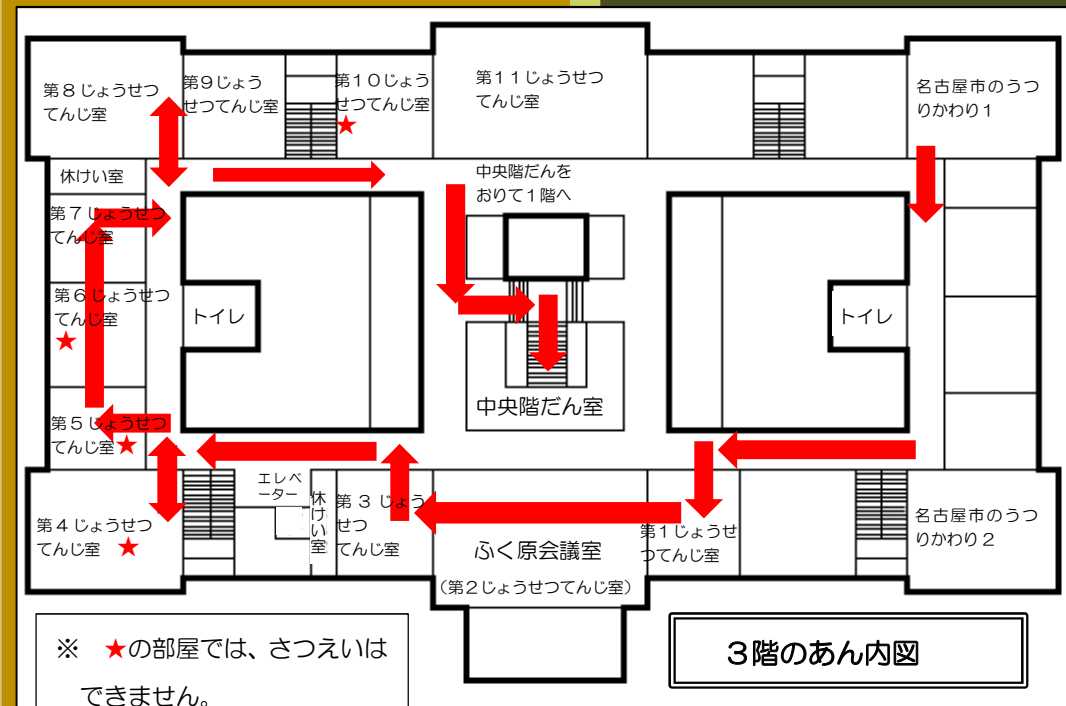 第８じょうせつ
てんじ室
第９じょう
せつてんじ室
第１０じょう
せつてんじ室
★
第１１じょうせつ
てんじ室
名古屋市のうつ
りかわり１
休けい室
中央階だんを
おりて１階へ
第７じょうせつ
てんじ室
第６じょうせつ
てんじ室
★
トイレ
トイレ
中央階だん室
第５じょうせつ
てんじ室★
エレベ
ーター
休けい室
第３じょう
せつ
てんじ室
第４じょうせつ
てんじ室 ★
ふく原会議室
（第２じょうせつてんじ室）
第１じょうせ
つてんじ室
名古屋市のうつ
りかわり２
※ ★の部屋では、さつえいは
できません。
３階のあん内図